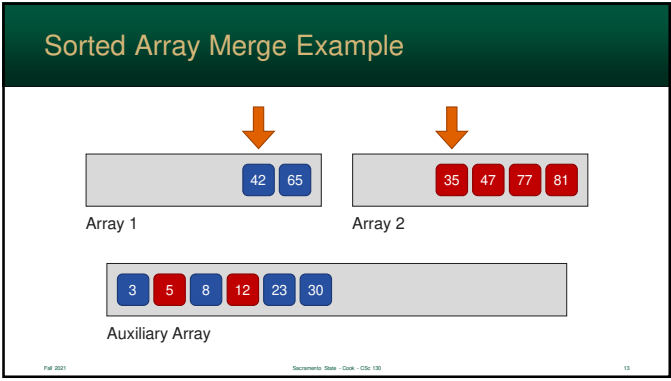 Sorted Array Merge Example
42 65
35 47 77 81
Array 1
Array 2
3 5 8 12 23 30
Auxiliary Array
Fall 2021
Sacramento State - Cook - CSc 130
13